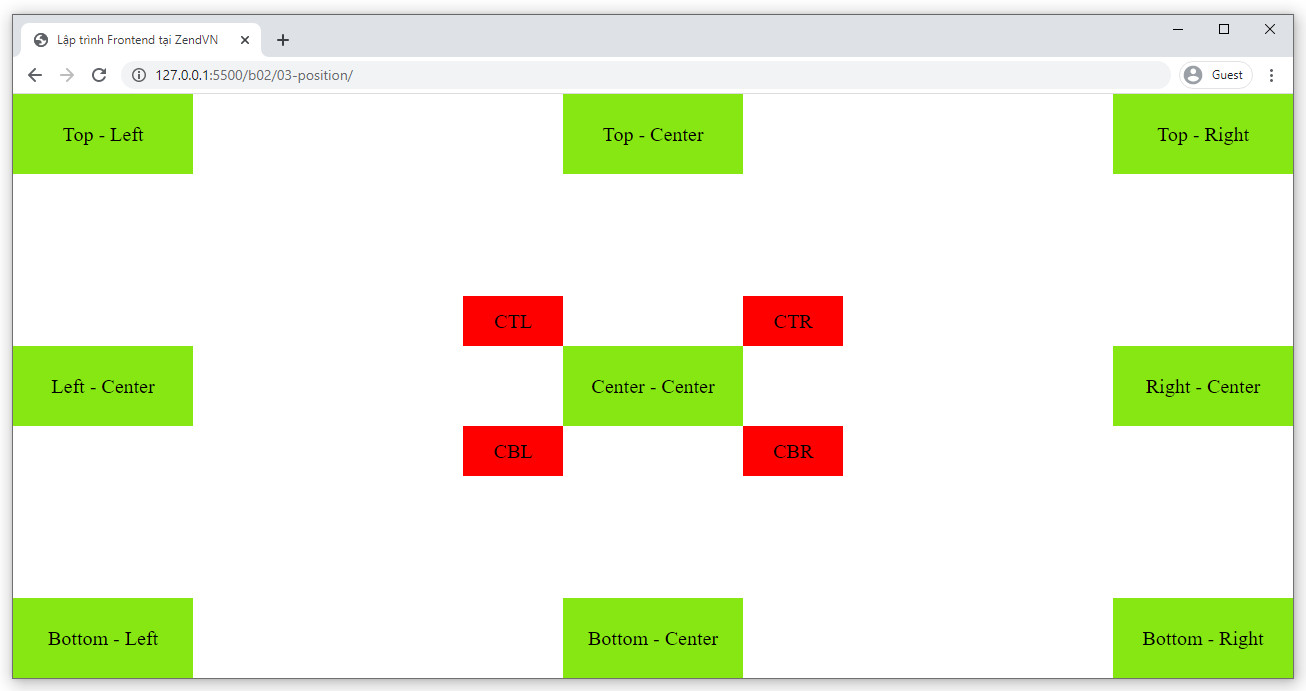 Lập trình Frontend tại ZendVN
127.0.0.1:5500/b02/03-position/
Guest
Top - Left
Top - Center
Top - Right
CTL
CTR
Left - Center
Center - Center
Right - Center
CBL
CBR
Bottom - Left
Bottom - Center
Bottom - Right